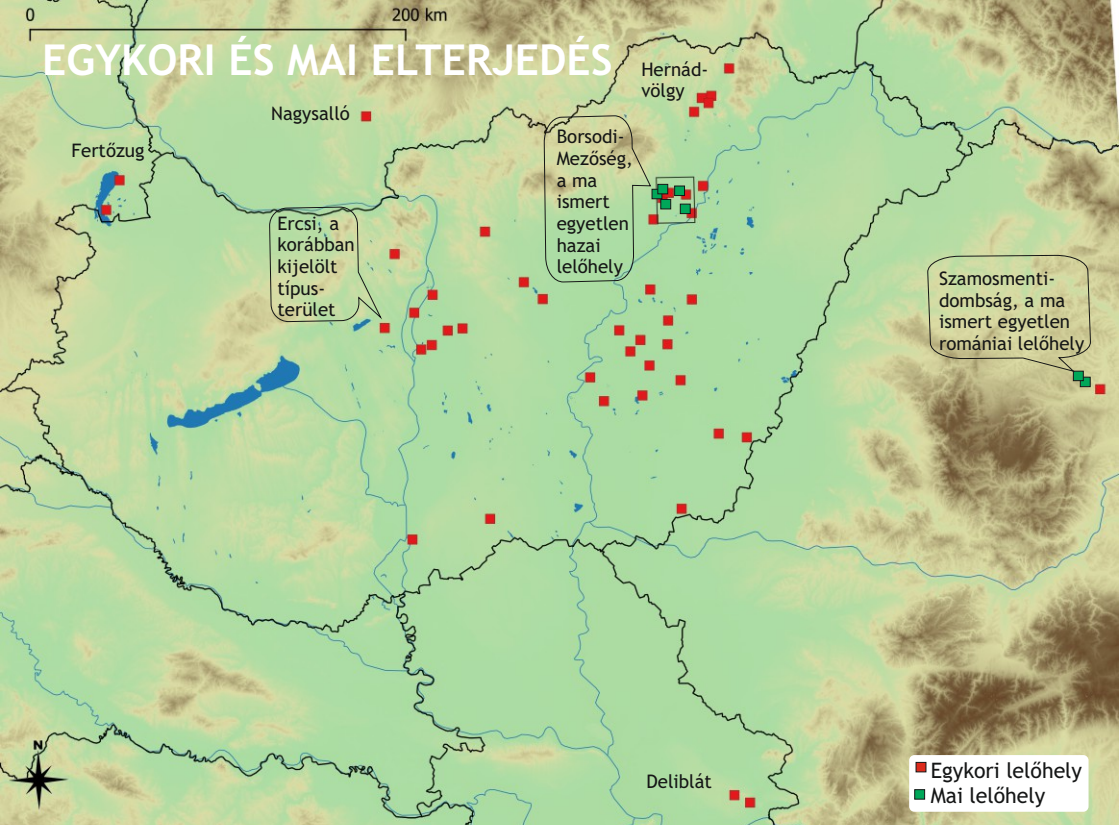 0
200 km
EGYKORI ÉS MAI ELTERJEDÉS
Hernád-
völgy
Nagysalló
Fertőzug
Borsodi-
Mezőség,
a ma
ismert
egyetlen
hazai
lelőhely
Ercsi, a
korábban
kijelölt
típus-
terület
Szamosmenti-
dombság, a ma
ismert egyetlen
romániai lelőhely
N
Deliblát
Egykori lelőhely
Mai lelőhely